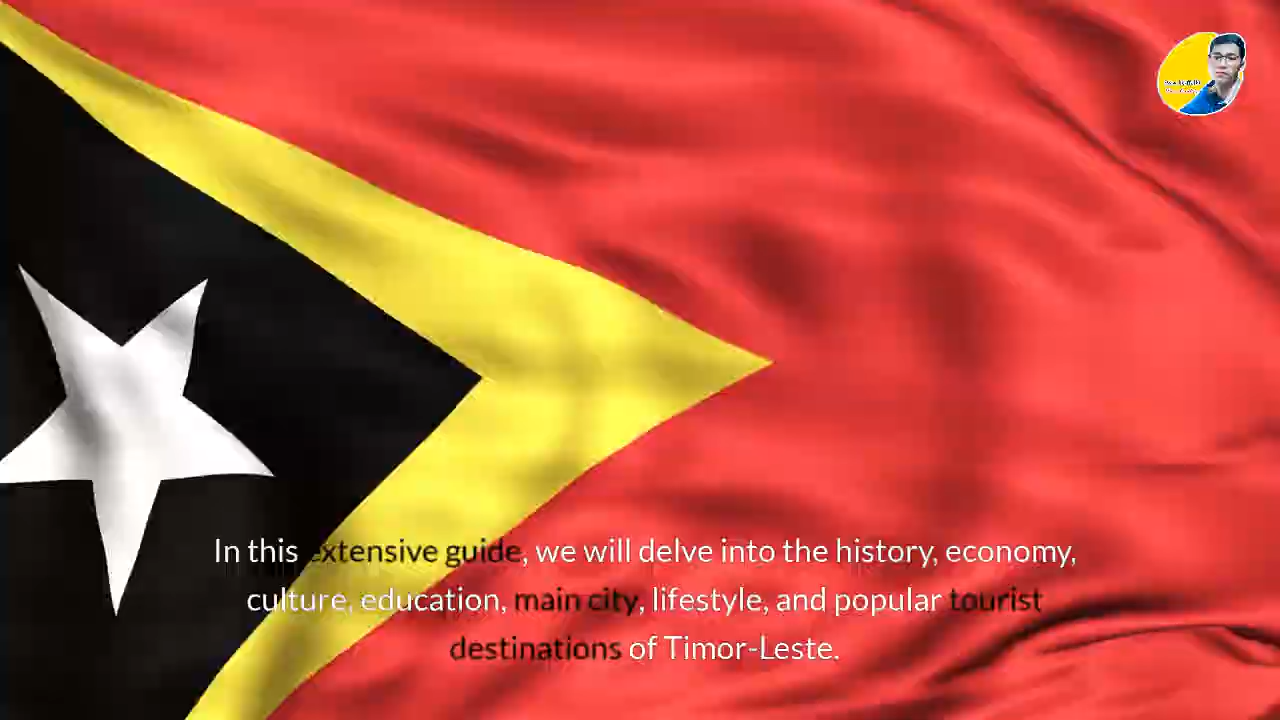 In this extensive guide, we will delve into the history, economy,
culture, education, main city, lifestyle, and popular tourist
destinations of Timor-Leste.